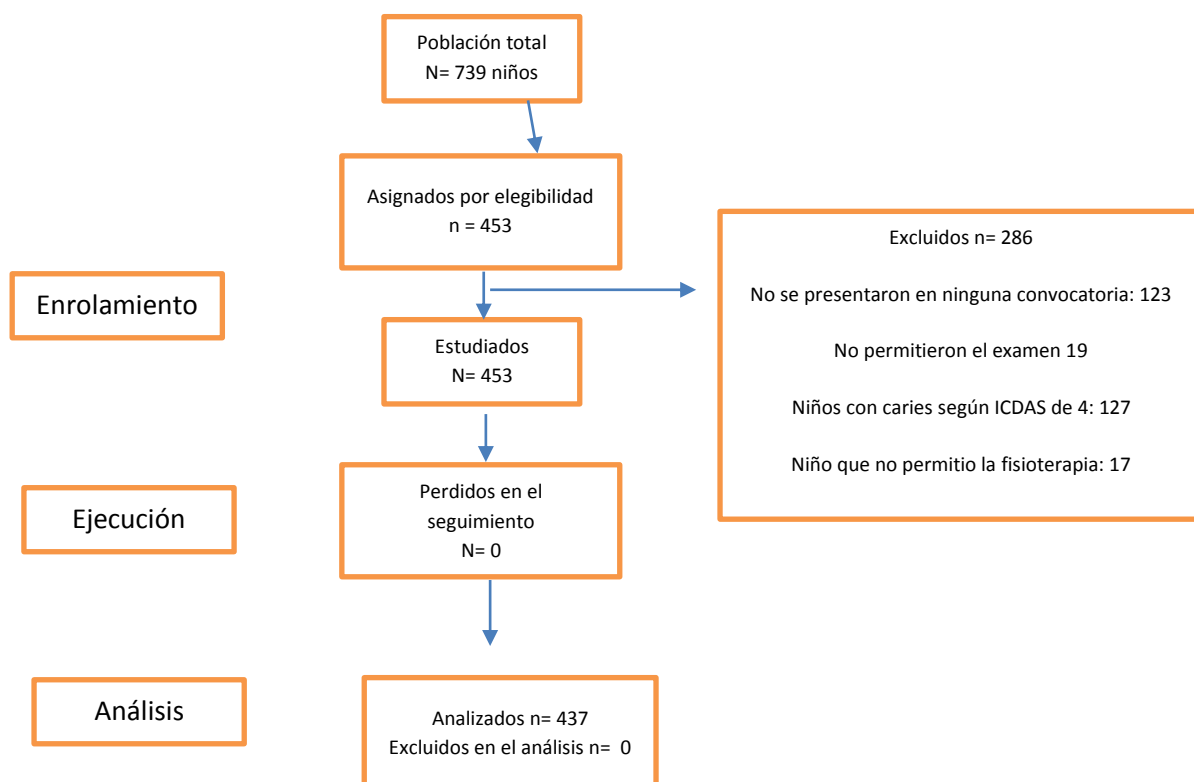 Población total
N= 739 niños
Asignados por elegibilidad
n = 453
Excluidos n= 286
No se presentaron en ninguna convocatoria: 123
No permitieron el examen 19
Niños con caries según ICDAS de 4: 127
Niño que no permitio la fisioterapia: 17
Enrolamiento
Estudiados
N= 453
Ejecución
Perdidos en el
seguimiento
N= 0
Análisis
Analizados n= 437
Excluidos en el análisis n= 0